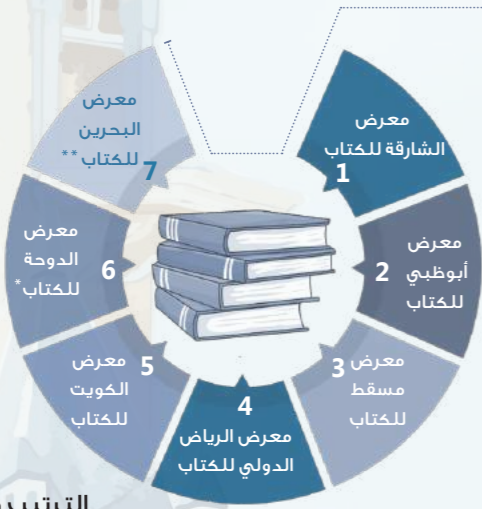 معرض
الشارقة للكتاب
1
معرض
أبوظبي
للكتاب
2
معرض
مسقط
للكتاب
3
4
معرض الرياض
الدولي للكتاب
5
معرض
الكويت
للكتاب
6
معرض
الدوحة
للكتاب*
7
معرض
البحرين
للكتاب**